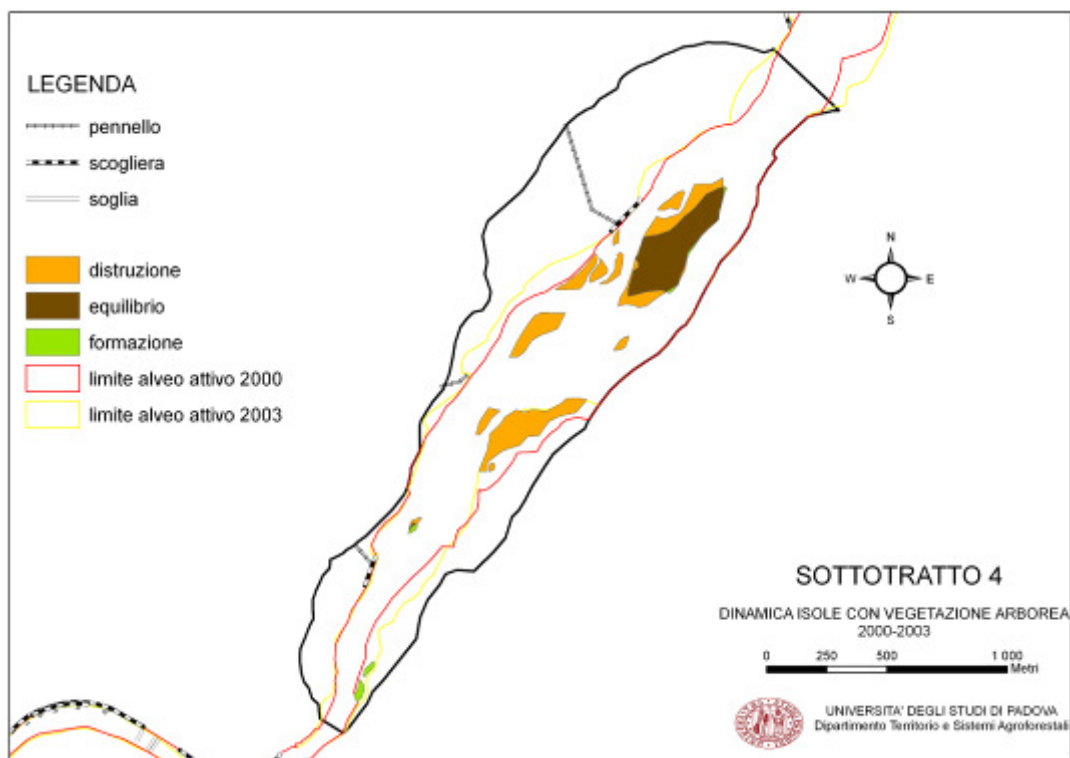 LEGENDA
pennello
scogliera
soglia
distruzione
equilibrio
formazione
limite alveo attivo 2000
limite alveo attivo 2003
N
W E
S
SOTTOTRATTO 4
DINAMICA ISOLE CON VEGETAZIONE ARBOREA
2000-2003
0 250 500 1 000
Metri
UNIVERSITA' DEGLI STUDI DI PADOVA
Dipartimento Territorio e Sistemi Agroforestali